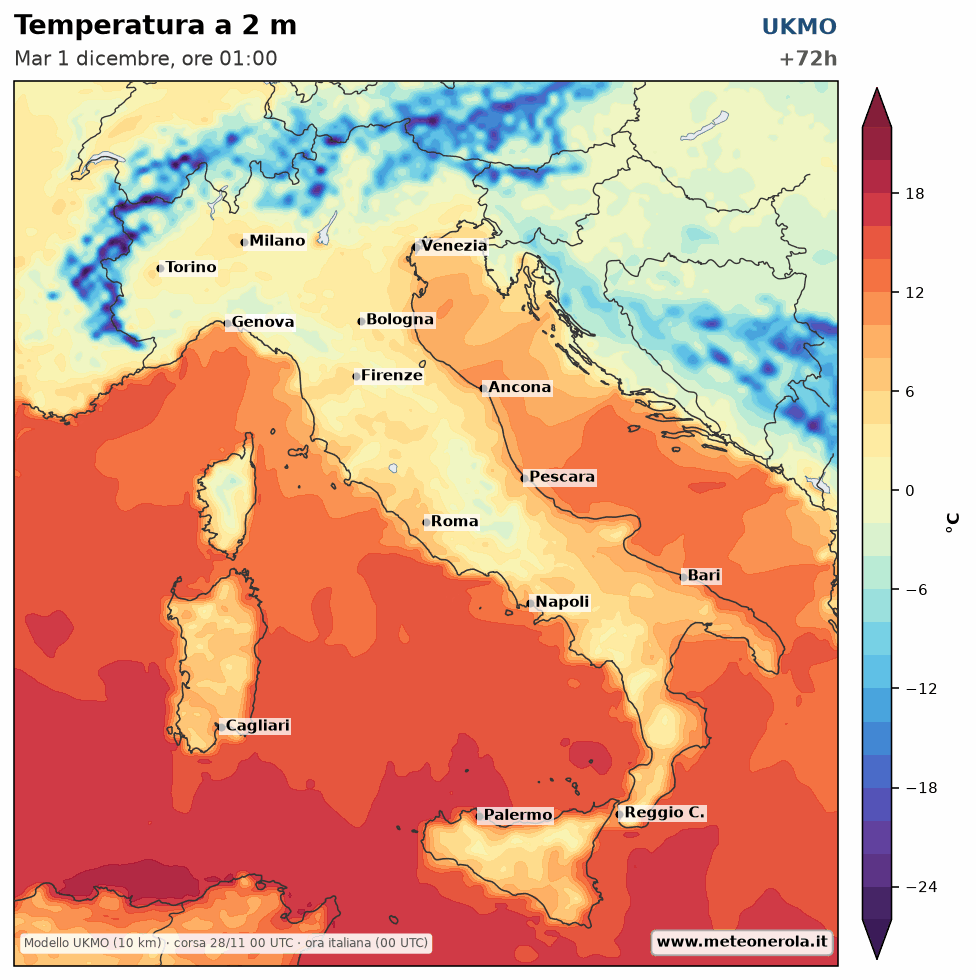 Temperatura a 2 m
UKMO
Mar 1 dicembre, ore 01:00
+72h
Milano
Venezia
Torino
Genova
Bologna
Firenze
Ancona
Pescara
Roma
Bari
Napoli
Cagliari
Palermo
Reggio C.
18
12
6
0
−6
−12
−18
−24
°C
Modello UKMO (10 km) · corsa 28/11 00 UTC · ora italiana (00 UTC)
www.meteonerola.it